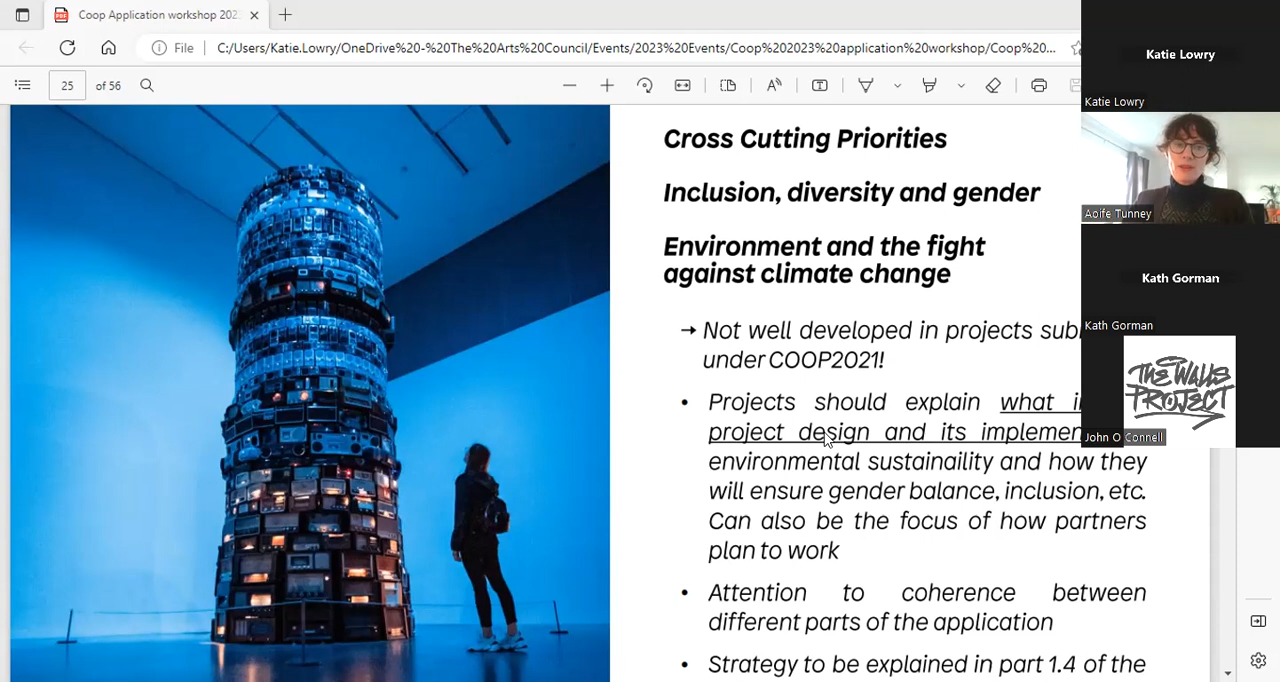 Coop Application workshop 202
File
C:/Users/Katie.Lowry/OneDrive%20-%20The%20Arts%20Council/Events/2023%20Events/Coop%202023%20application%20workshop/Coop%20...
25 of 56
Cross Cutting Priorities
Inclusion, diversity and gender
Environment and the fight
against climate change
→ Not well developed in projects
under COOP2021!
• Projects should explain what
project design and its
environmental sustainaility and how they
will ensure gender balance, inclusion, etc.
Can also be the focus of how partners
plan to work
• Attention to coherence between
different parts of the application
• Strategy to be explained in part 1.4 of the
Katie Lowry
Katie Lowry
Aoife Tunney
Kath Gorman
Kath Gorman
THE WALLS
PROJECT
John O Connell